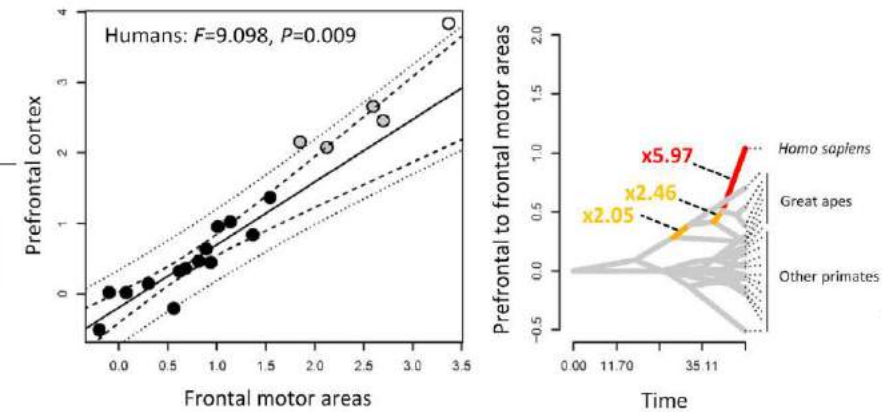 Humans: F=9.098, P=0.009
Prefrontal cortex
4
3
2
1
0
0.0 0.5 1.0 1.5 2.0 2.5 3.0 3.5
Frontal motor areas
Prefrontal to frontal motor areas
2.0
1.5
1.0
0.5
0.0
−0.5
x5.97
x2.46
x2.05
Homo sapiens
Great apes
Other primates
0.00 11.70 35.11
Time